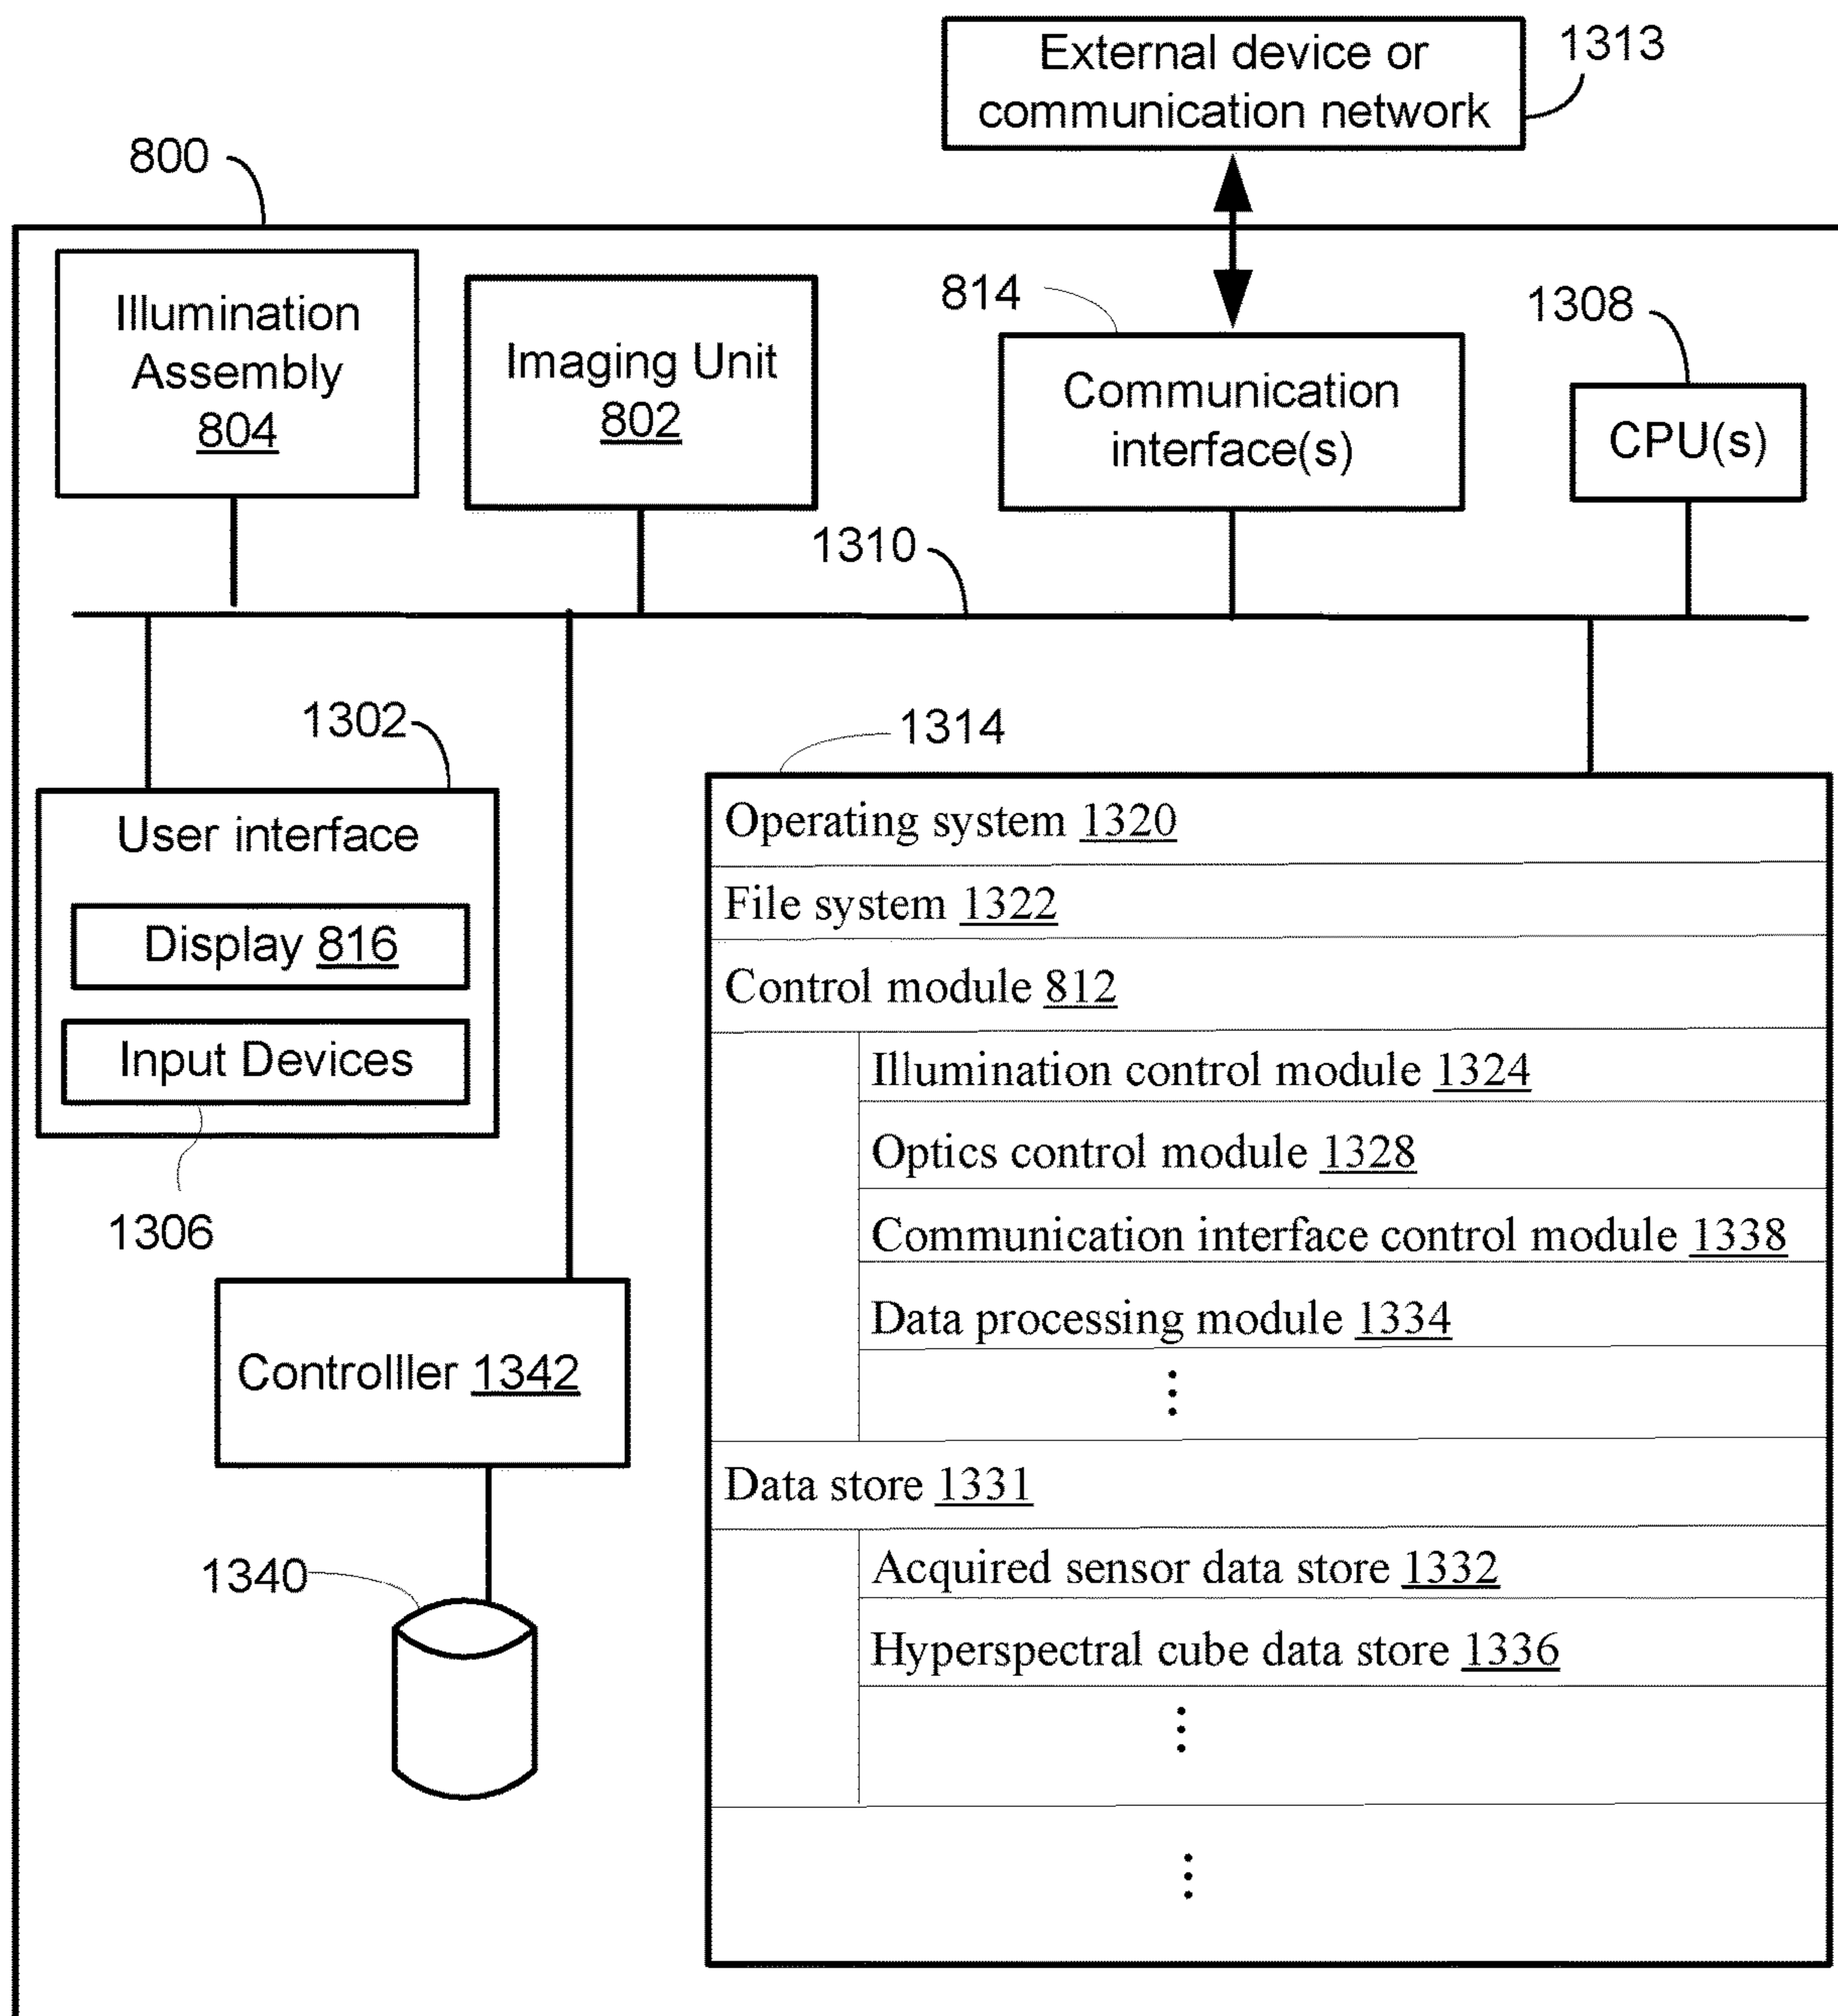 External device or
communication network
1313
800
Illumination
Assembly
804
Imaging Unit
802
814
Communication
interface(s)
1308
CPU(s)
1310
1302
User interface
Display 816
Input Devices
1306
1314
Operating system 1320
File system 1322
Control module 812
Illumination control module 1324
Optics control module 1328
Communication interface control module 1338
Data processing module 1334
⋮
Controlller 1342
1340
Data store 1331
Acquired sensor data store 1332
Hyperspectral cube data store 1336
⋮
⋮